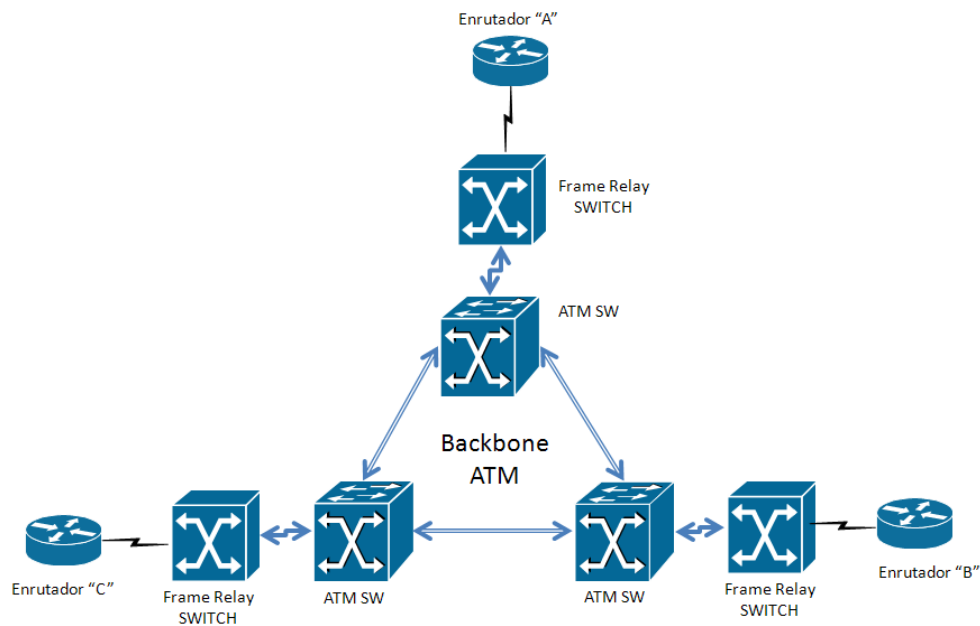 Enrutador “A”
Frame Relay
SWITCH
ATM SW
Backbone
ATM
Enrutador “C”
Frame Relay
SWITCH
ATM SW
ATM SW
Frame Relay
SWITCH
Enrutador “B”